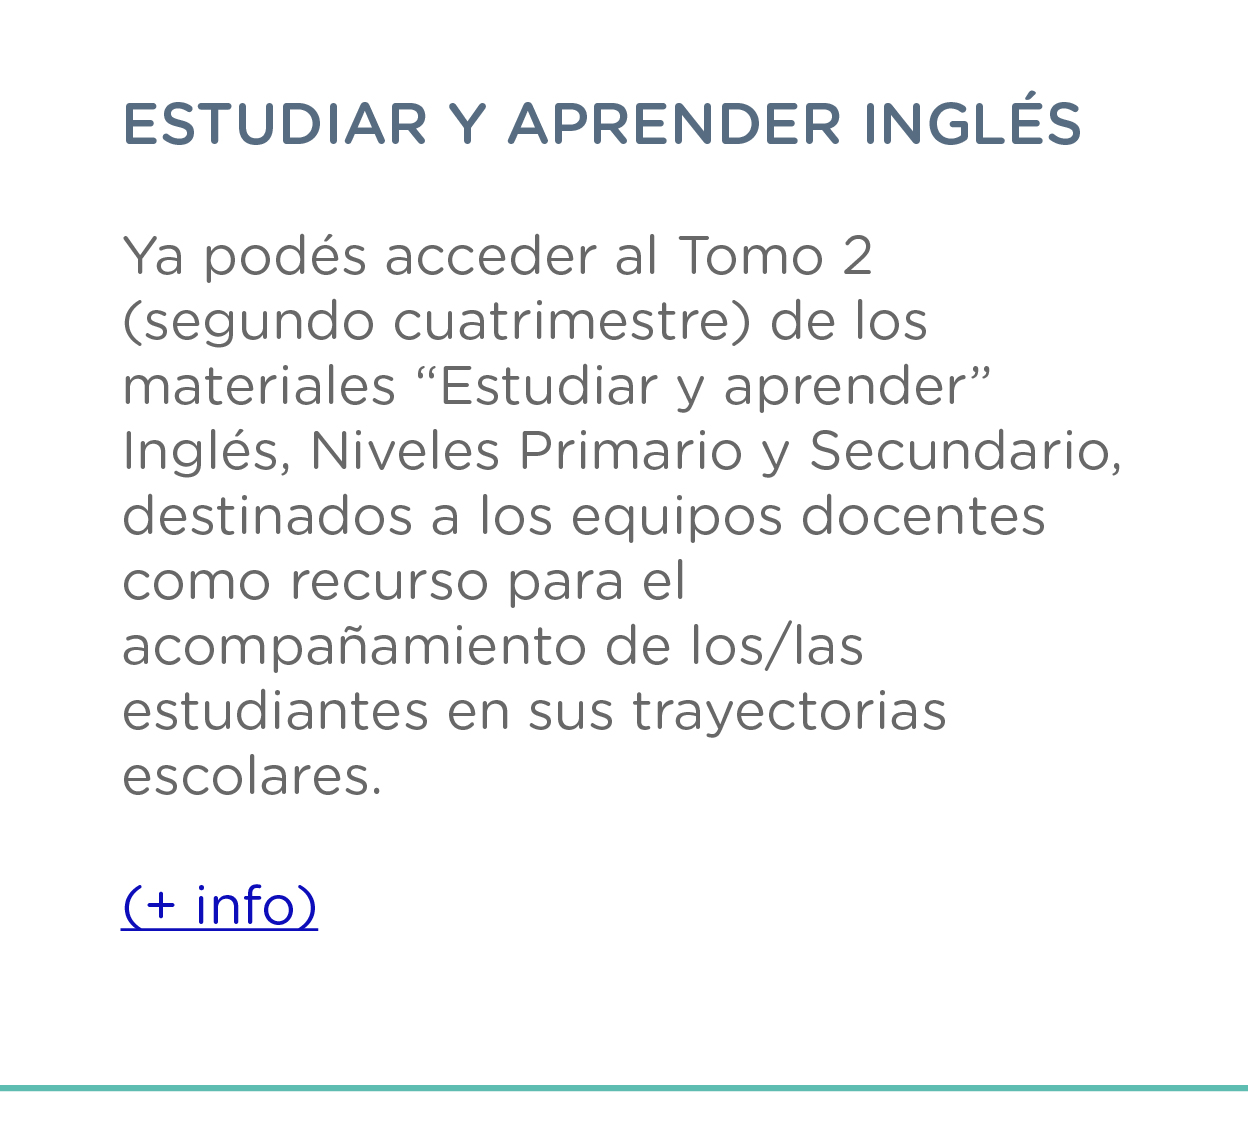 ESTUDIAR Y APRENDER INGLÉS
Ya podés acceder al Tomo 2
(segundo cuatrimestre) de los
materiales “Estudiar y aprender”
Inglés, Niveles Primario y Secundario,
destinados a los equipos docentes
como recurso para el
acompañamiento de los/las
estudiantes en sus trayectorias
escolares.
(+ info)